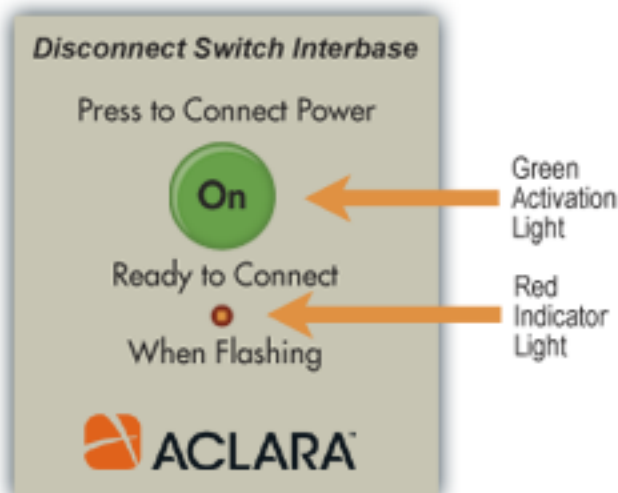 Disconnect Switch Interbase
Press to Connect Power
On
Green
Activation
Light
Ready to Connect
Red
Indicator
Light
When Flashing
ACLARA